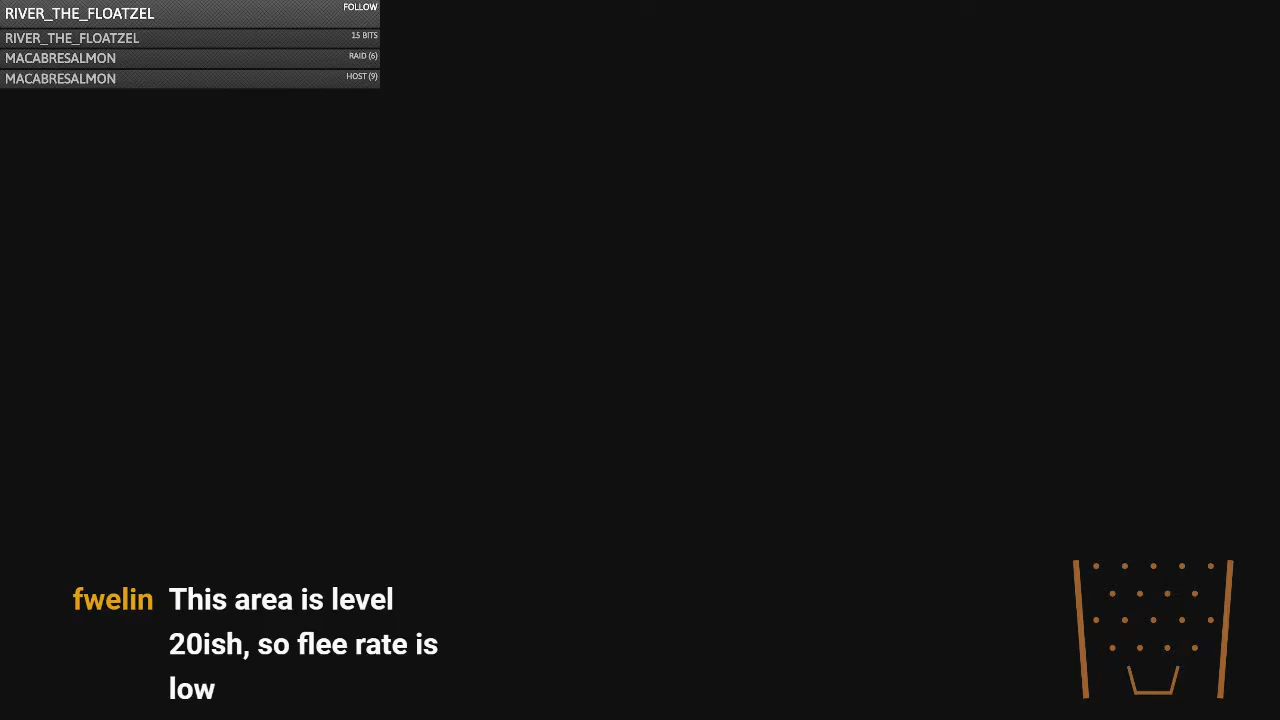 RIVER_THE_FLOATZEL FOLLOW
RIVER_THE_FLOATZEL 15 BITS
MACABRESALMON RAID (6)
MACABRESALMON HOST (9)
fwelin This area is level
20ish, so flee rate is
low